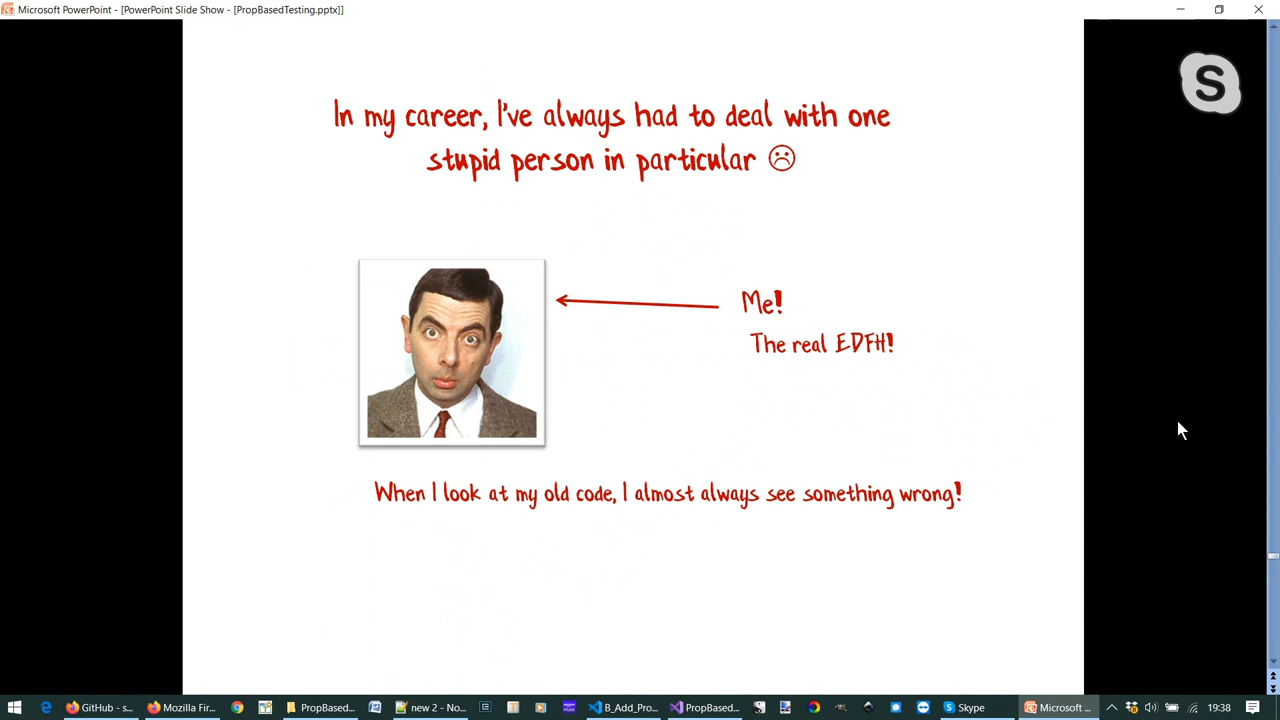 Microsoft PowerPoint - [PowerPoint Slide Show - [PropBasedTesting.pptx]]
S
In my career, I've always had to deal with one
stupid person in particular ☹
Me!
The real EDFH!
When I look at my old code, I almost always see something wrong!
GitHub - s... Mozilla Fir... PropBased... new 2 - No... B_Add_Pro... PropBased... Skype Microsoft ... 19:38